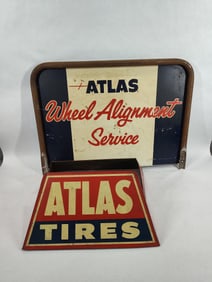 ATLAS
Wheel Alignment
Service
ATLAS
TIRES